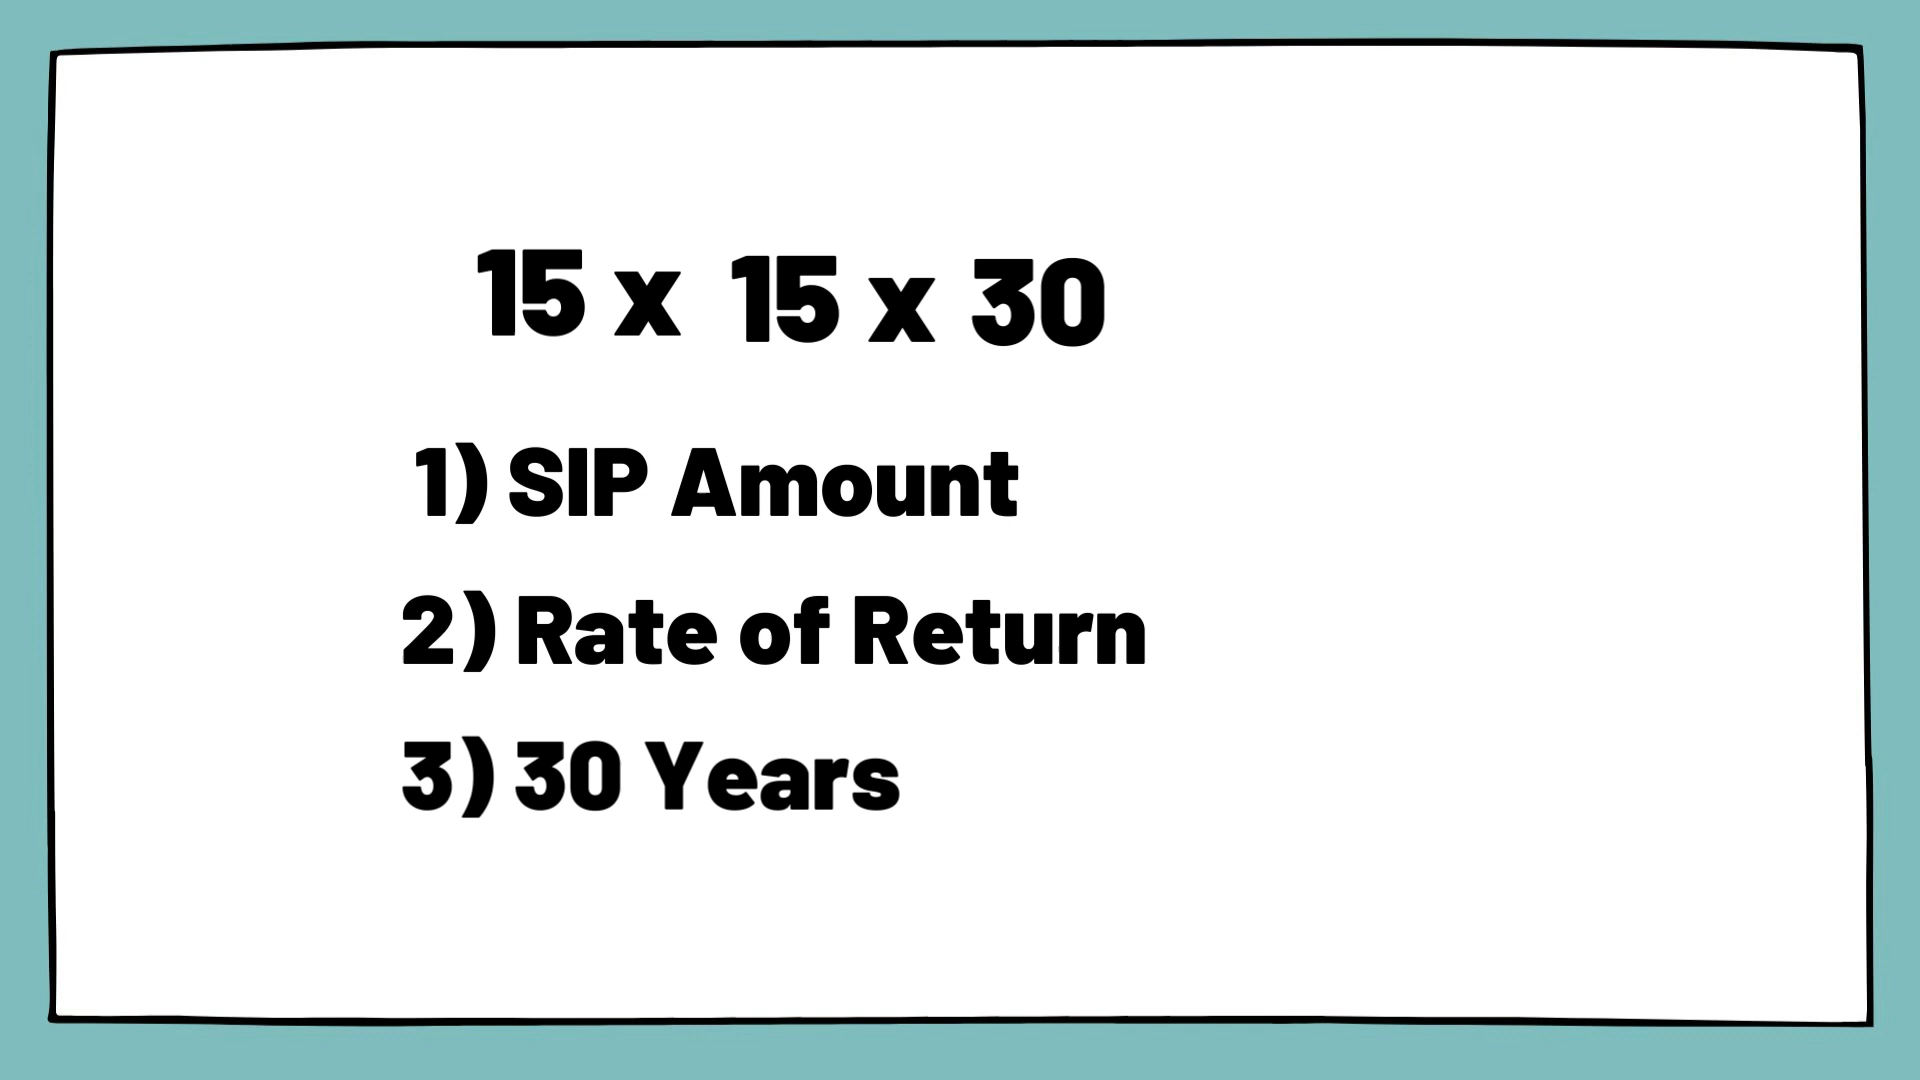 15 x 15 x 30
1) SIP Amount
2) Rate of Return
3) 30 Years